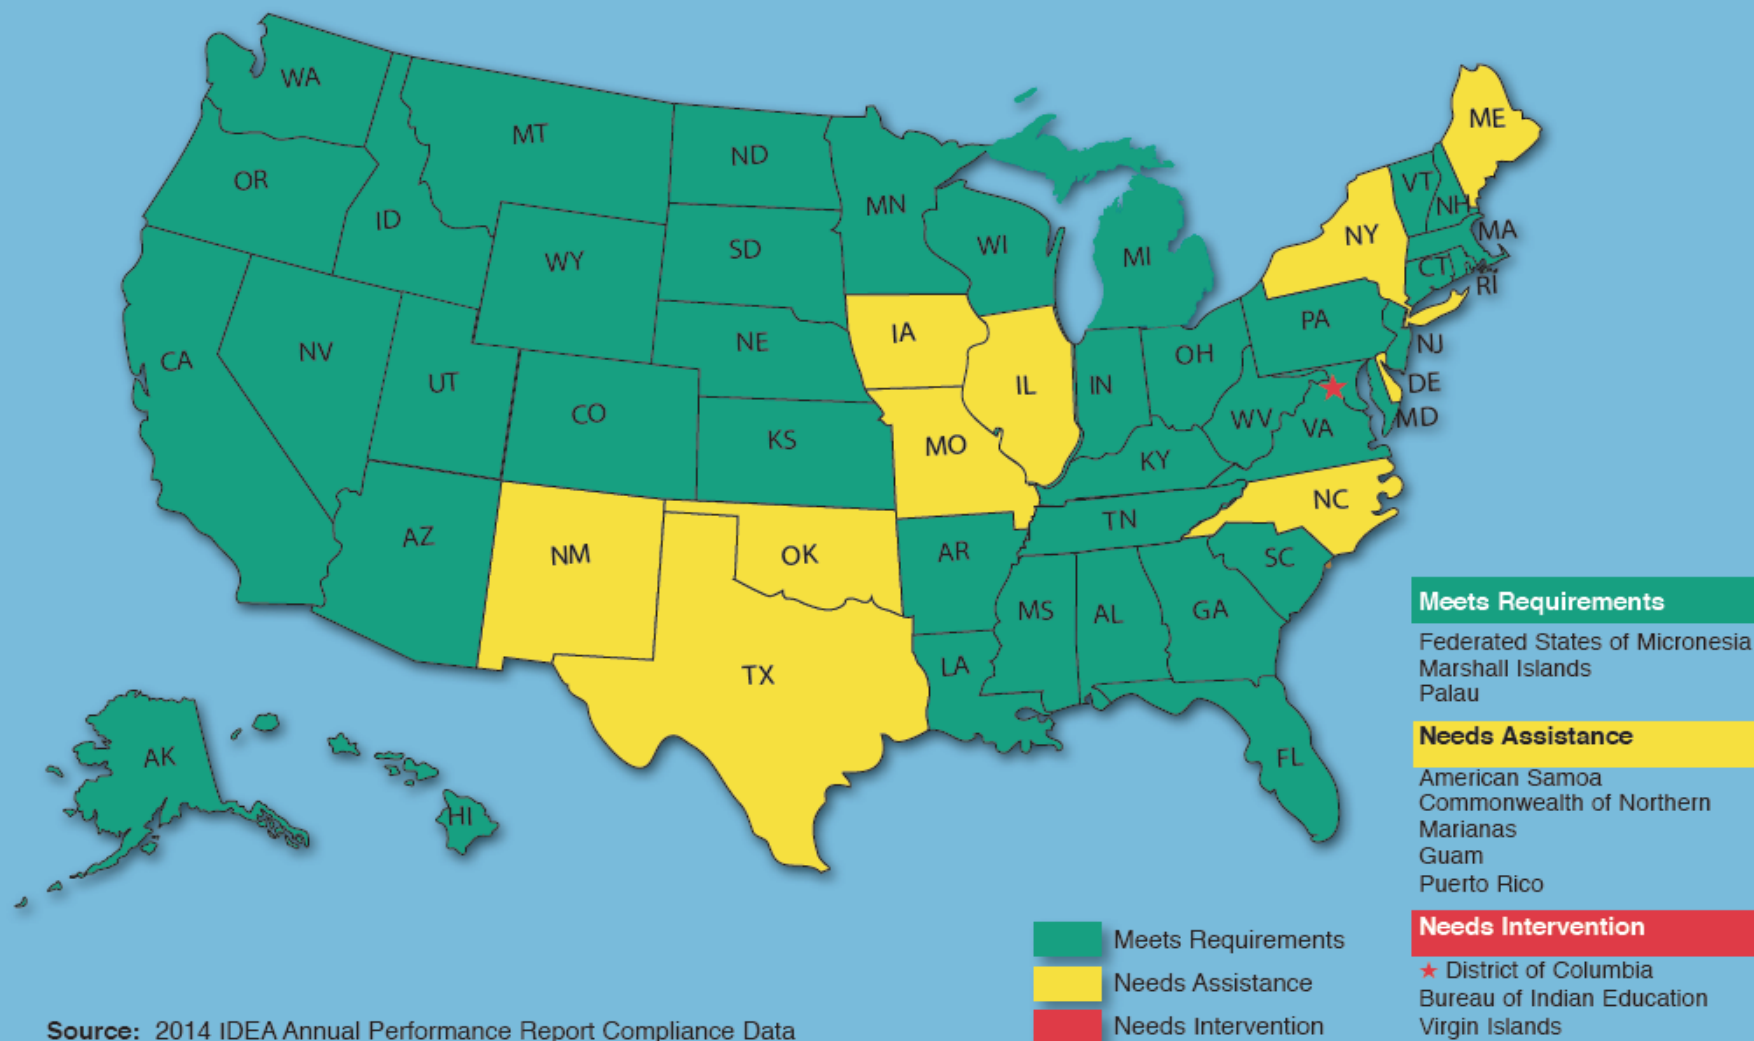 WA
MT
ME
ND
OR
VT
MN
NH
ID
MA
NY
WI
SD
MI
WY
CT
RI
PA
IA
NE
NJ
NV
OH
CA
UT
IN
IL
DE
CO
WV
MD
VA
KS
MO
KY
NC
TN
AZ
AR
NM
OK
SC
MS
AL
GA
LA
TX
AK
FL
HI
Meets Requirements
Federated States of Micronesia
Marshall Islands
Palau
Needs Assistance
American Samoa
Commonwealth of Northern
Marianas
Guam
Puerto Rico
Needs Intervention
★ District of Columbia
Bureau of Indian Education
Virgin Islands
Meets Requirements
Needs Assistance
Needs Intervention
Source: 2014 IDEA Annual Performance Report Compliance Data